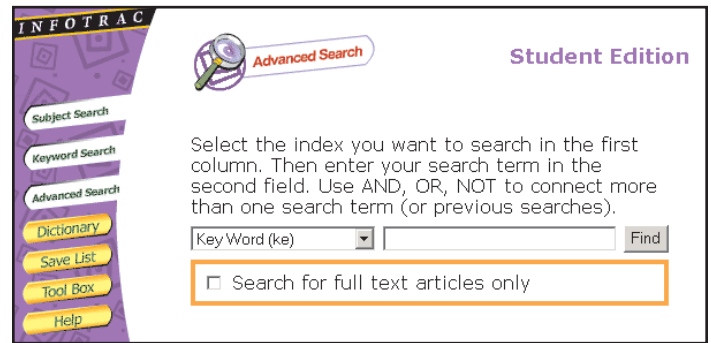 INFOTRAC
Advanced Search
Student Edition
Subject Search
Keyword Search
Advanced Search
Dictionary
Save List
Tool Box
Help
Select the index you want to search in the first
column. Then enter your search term in the
second field. Use AND, OR, NOT to connect more
than one search term (or previous searches).
Key Word (ke) Find
Search for full text articles only